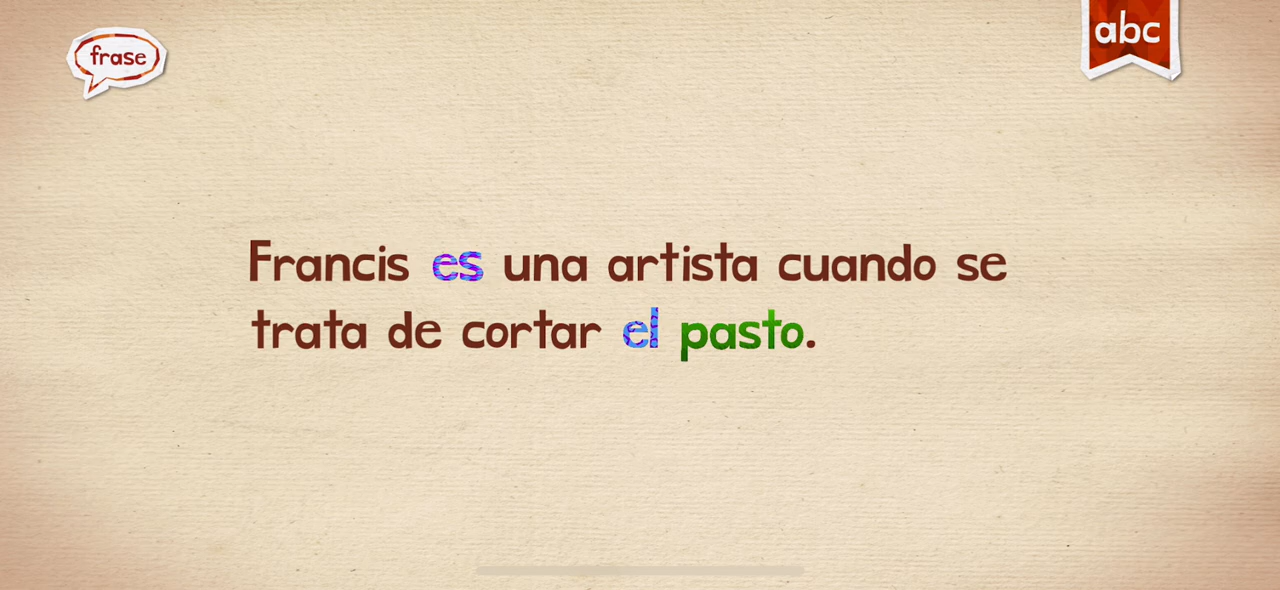 frase
abc
Francis es una artista cuando se
trata de cortar el pasto.